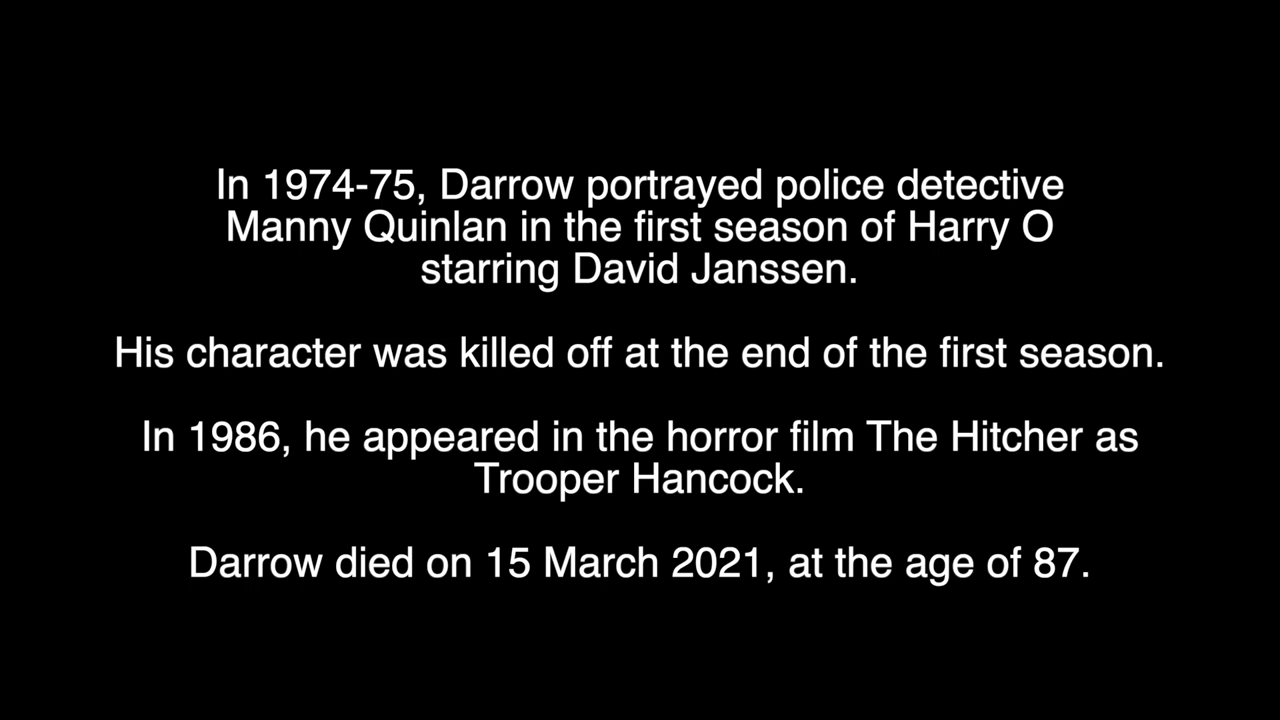 In 1974-75, Darrow portrayed police detective
Manny Quinlan in the first season of Harry O
starring David Janssen.
His character was killed off at the end of the first season.
In 1986, he appeared in the horror film The Hitcher as
Trooper Hancock.
Darrow died on 15 March 2021, at the age of 87.